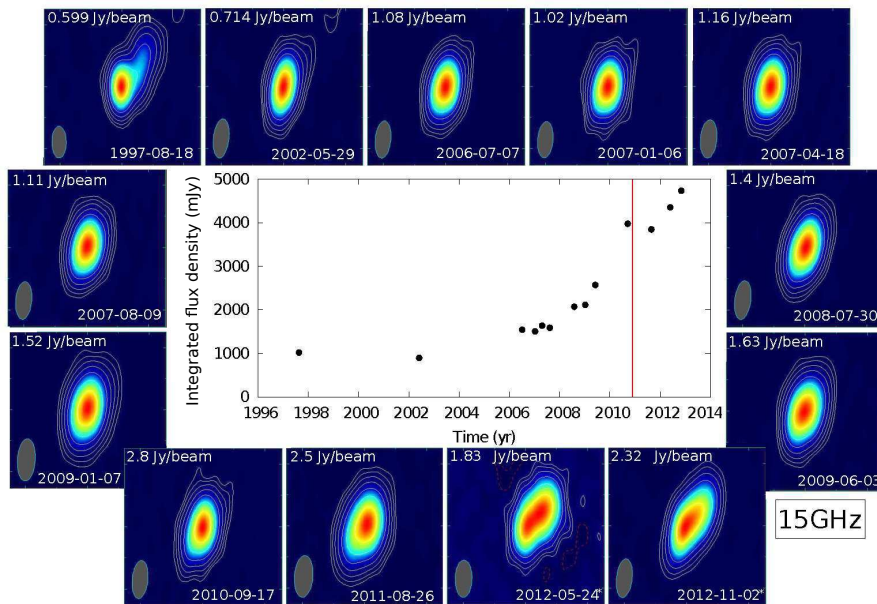 0.599 Jy/beam
1997-08-18
0.714 Jy/beam
2002-05-29
1.08 Jy/beam
2006-07-07
1.02 Jy/beam
2007-01-06
1.16 Jy/beam
2007-04-18
1.11 Jy/beam
2007-08-09
1.4 Jy/beam
2008-07-30
1.52 Jy/beam
2009-01-07
1.63 Jy/beam
2009-06-03
Integrated flux density (mJy)
5000
4000
3000
2000
1000
0
1996 1998 2000 2002 2004 2006 2008 2010 2012 2014
Time (yr)
2.8 Jy/beam
2010-09-17
2.5 Jy/beam
2011-08-26
1.83 Jy/beam
2012-05-24*
2.32 Jy/beam
2012-11-02*
15GHz